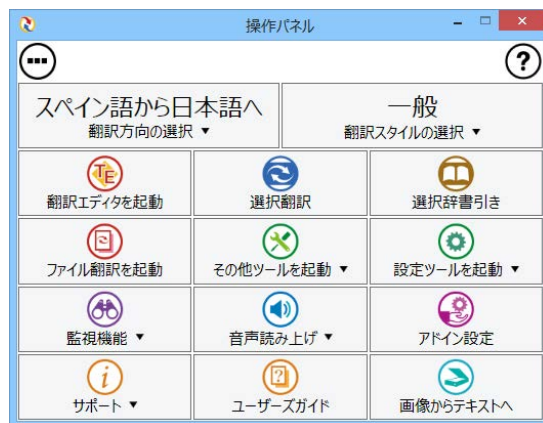 操作パネル
スペイン語から日本語へ
翻訳方向の選択 ▼
一般
翻訳スタイルの選択 ▼
TE
翻訳エディタを起動
選択翻訳
選択辞書引き
ファイル翻訳を起動
その他ツールを起動 ▼
設定ツールを起動 ▼
監視機能 ▼
音声読み上げ ▼
アドイン設定
サポート ▼
ユーザーズガイド
画像からテキストへ